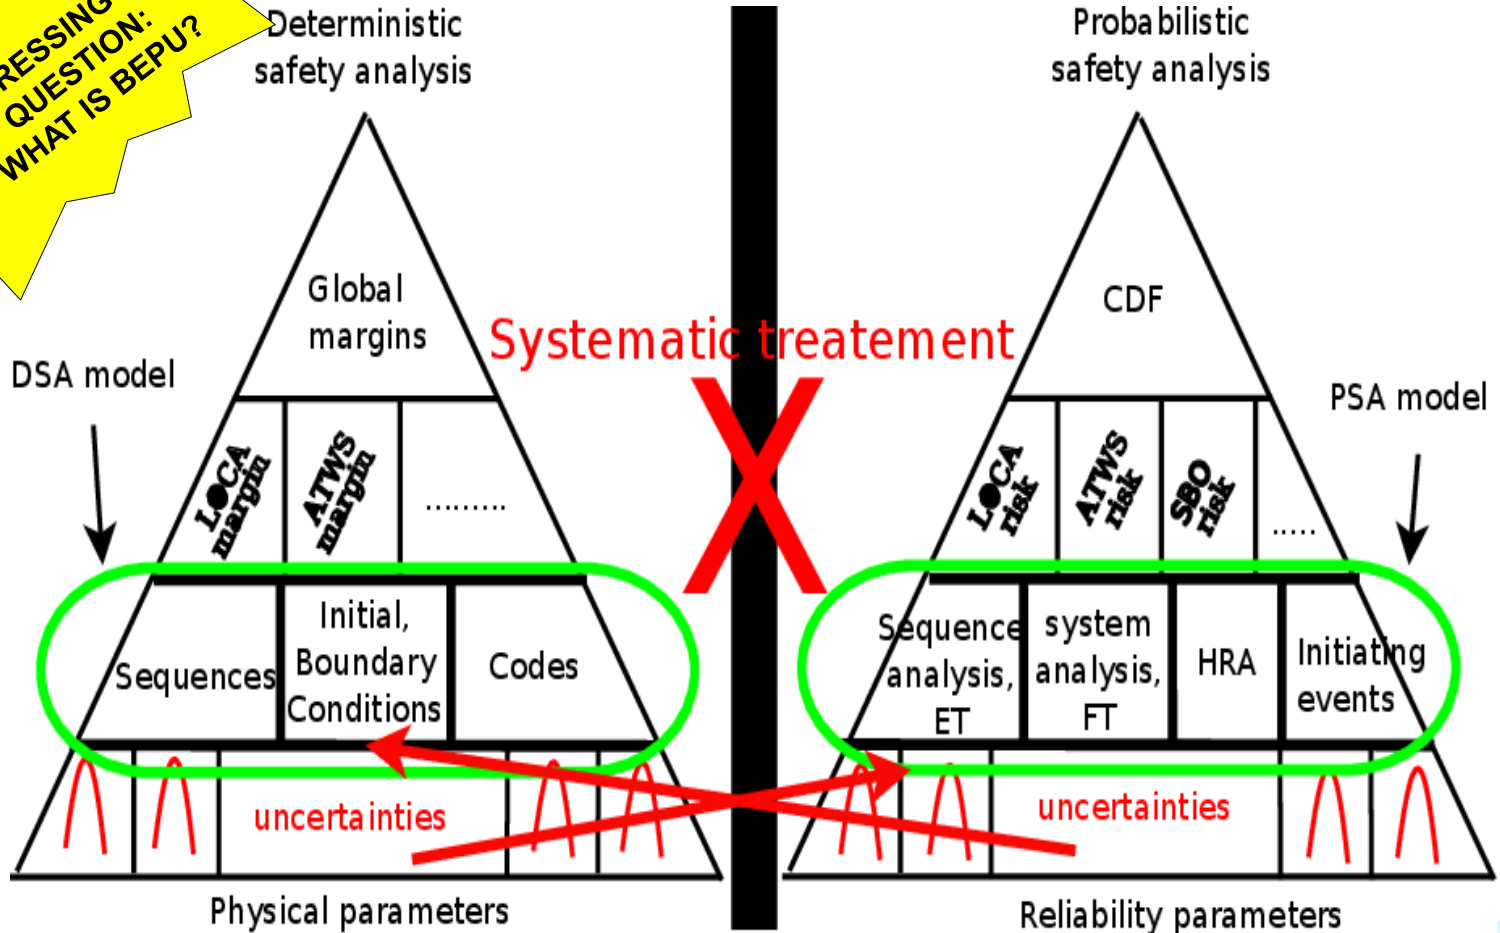 RESSING
QUESTION:
WHAT IS BEPU?
Deterministic
safety analysis
Probabilistic
safety analysis
Global
margins
CDF
Systematic treatement
X
DSA model
PSA model
LOCA
margin
ATWS
margin
.........
LOCA
risk
ATWS
risk
SBO
risk
.....
Sequences
Initial,
Boundary
Conditions
Codes
Sequence
analysis,
ET
system
analysis,
FT
HRA
Initiating
events
uncertainties
uncertainties
Physical parameters
Reliability parameters